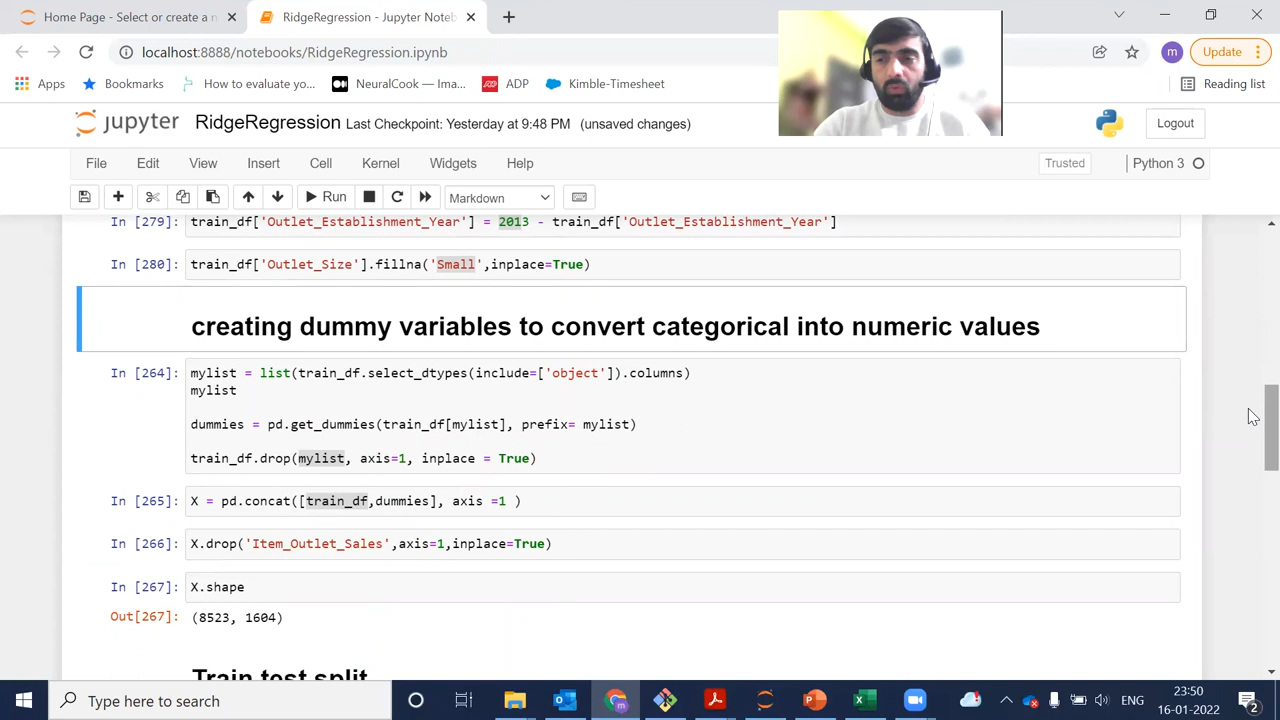 Home Page - Select or create a n
RidgeRegression - Jupyter Noteb
localhost:8888/notebooks/RidgeRegression.ipynb
m
Update
Apps
Bookmarks
How to evaluate yo...
NeuralCook — Ima...
ADP
Kimble-Timesheet
Reading list
jupyter
RidgeRegression Last Checkpoint: Yesterday at 9:48 PM (unsaved changes)
Logout
File Edit View Insert Cell Kernel Widgets Help
Trusted
Python 3
Run
Markdown
In [279]: train_df['Outlet_Establishment_Year'] = 2013 - train_df['Outlet_Establishment_Year']
In [280]: train_df['Outlet_Size'].fillna('Small',inplace=True)
creating dummy variables to convert categorical into numeric values
In [264]: mylist = list(train_df.select_dtypes(include=['object']).columns)
mylist
dummies = pd.get_dummies(train_df[mylist], prefix= mylist)
train_df.drop(mylist, axis=1, inplace = True)
In [265]: X = pd.concat([train_df,dummies], axis =1 )
In [266]: X.drop('Item_Outlet_Sales',axis=1,inplace=True)
In [267]: X.shape
Out[267]: (8523, 1604)
Train test split
Type here to search
ENG
23:50
16-01-2022
2